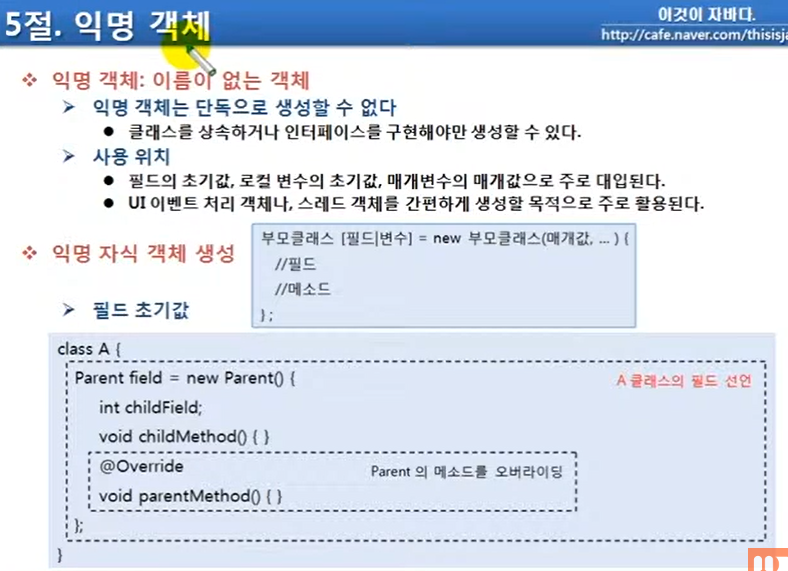 5절. 익명 객체
이것이 자바다.
http://cafe.naver.com/thisisja
익명 객체: 이름이 없는 객체
익명 객체는 단독으로 생성할 수 없다
클래스를 상속하거나 인터페이스를 구현해야만 생성할 수 있다.
사용 위치
필드의 초기값, 로컬 변수의 초기값, 매개변수의 매개값으로 주로 대입된다.
UI 이벤트 처리 객체나, 스레드 객체를 간편하게 생성할 목적으로 주로 활용된다.
익명 자식 객체 생성
부모클래스 [필드|변수] = new 부모클래스(매개값, ... ) {
//필드
//메소드
};
필드 초기값
class A {
Parent field = new Parent() {
A 클래스의 필드 선언
int childField;
void childMethod() { }
@Override
Parent 의 메소드를 오버라이딩
void parentMethod() { }
};
}